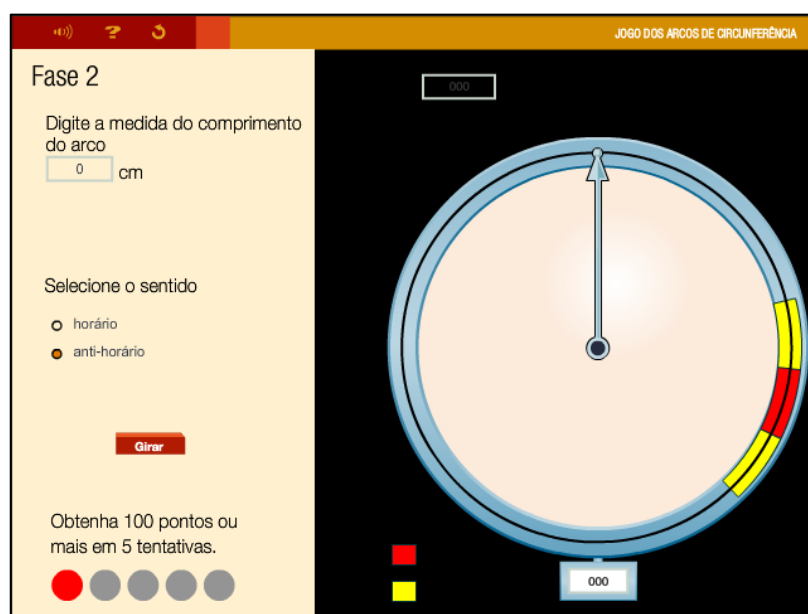 ?
JOGO DOS ARCOS DE CIRCUNFERÊNCIA
Fase 2
000
Digite a medida do comprimento
do arco
0 cm
Selecione o sentido
horário
anti-horário
Girar
Obtenha 100 pontos ou
mais em 5 tentativas.
000